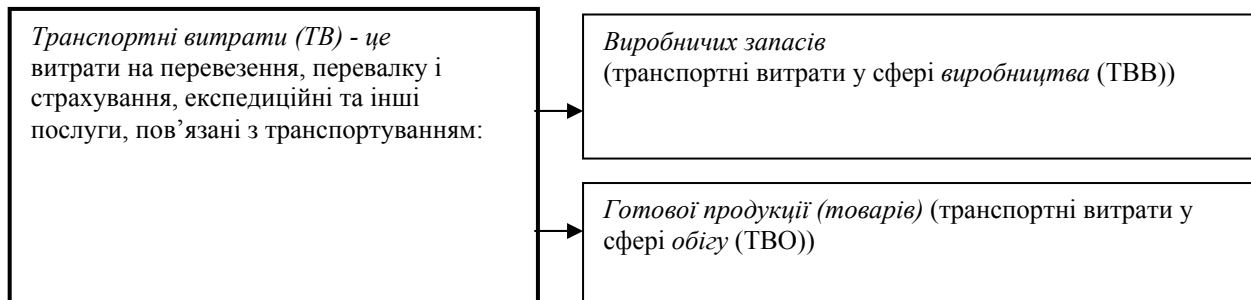 Транспортні витрати (ТВ) - це
витрати на перевезення, перевалку і
страхування, експедиційні та інші
послуги, пов’язані з транспортуванням:
Виробничих запасів
(транспортні витрати у сфері виробництва (ТВВ))
Готової продукції (товарів) (транспортні витрати у
сфері обігу (ТВО))